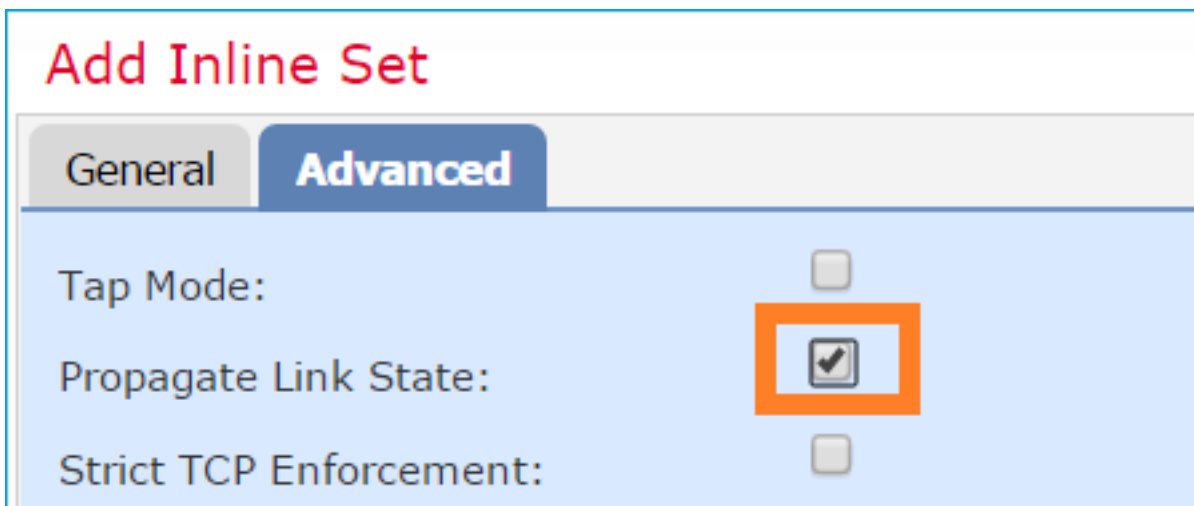 Add Inline Set
General Advanced
Tap Mode:
Propagate Link State:
Strict TCP Enforcement: